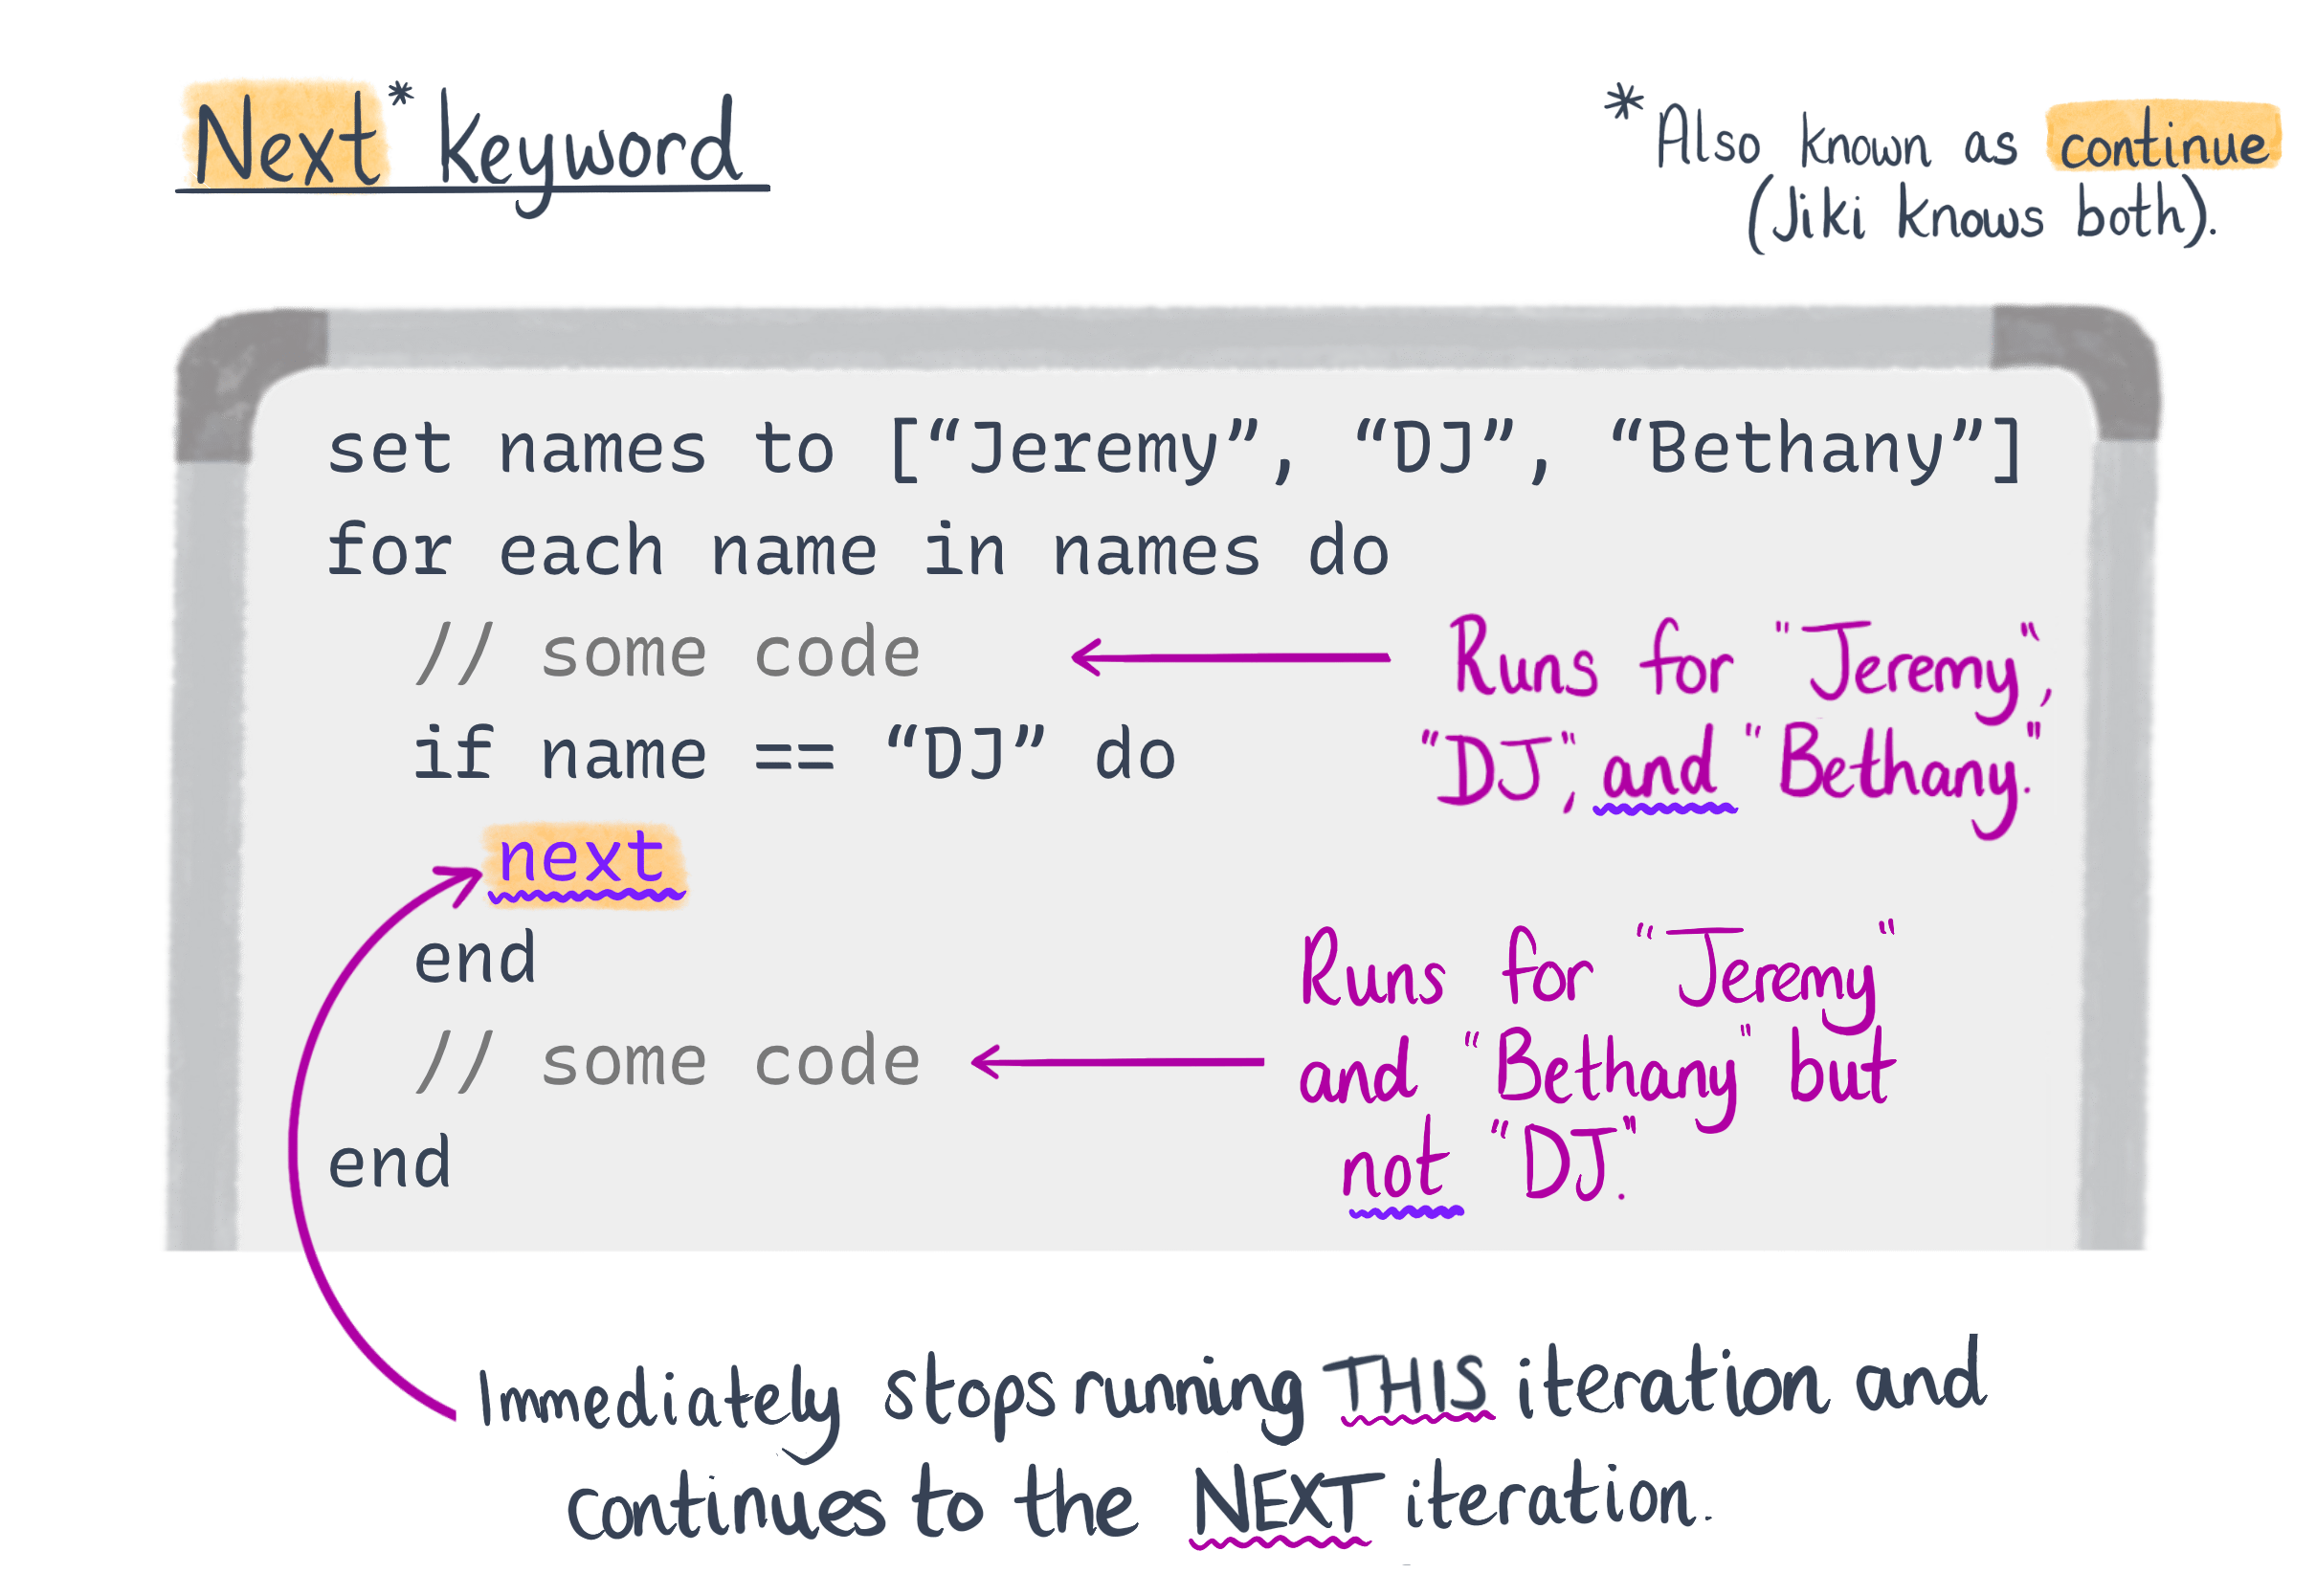 Next* keyword
*Also known as continue
(Jiki knows both).
set names to [“Jeremy”, “DJ”, “Bethany”]
for each name in names do
// some code
Runs for "Jeremy",
"DJ", and "Bethany."
if name == “DJ” do
next
end
// some code
Runs for "Jeremy"
and "Bethany" but
not "DJ."
end
Immediately stops running THIS iteration and
continues to the NEXT iteration.